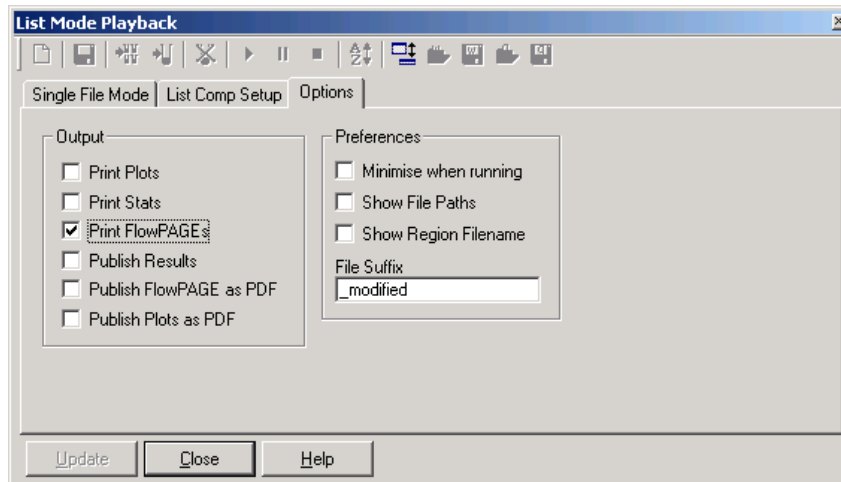 List Mode Playback
Single File Mode
List Comp Setup
Options
Output
Print Plots
Print Stats
Print FlowPAGEs
Publish Results
Publish FlowPAGE as PDF
Publish Plots as PDF
Preferences
Minimise when running
Show File Paths
Show Region Filename
File Suffix
_modified
Update
Close
Help